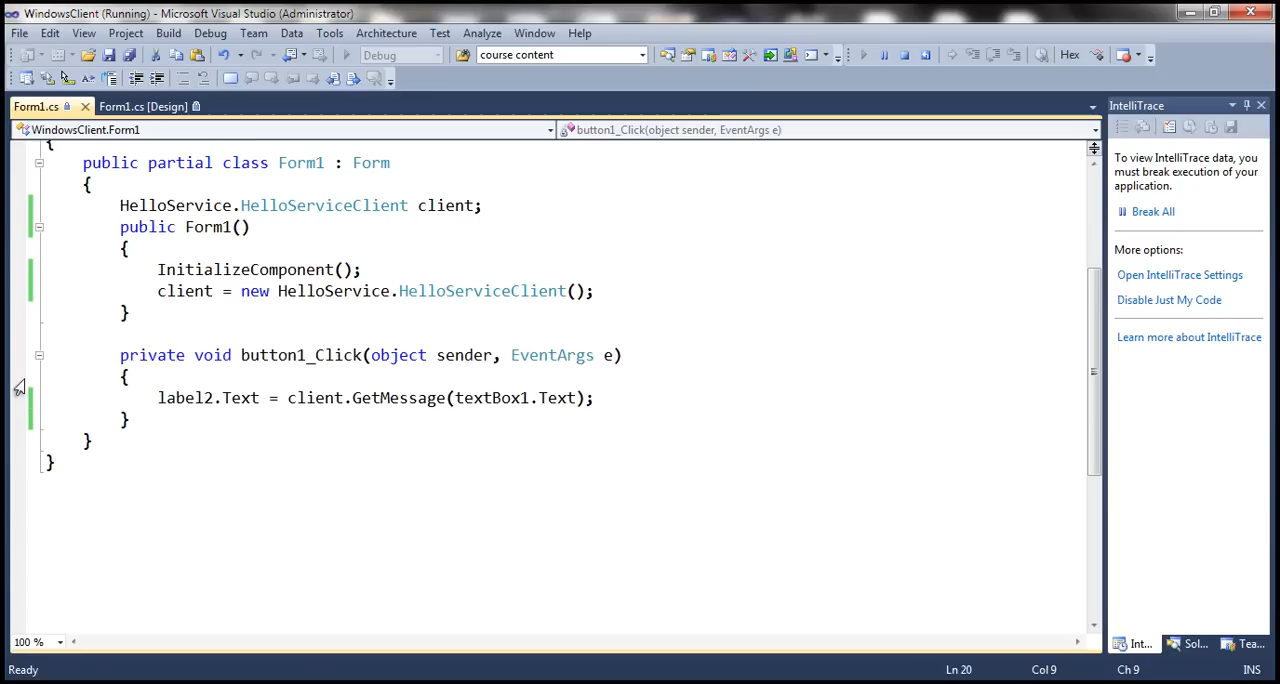 WindowsClient (Running) - Microsoft Visual Studio (Administrator)
File Edit View Project Build Debug Team Data Tools Architecture Test Analyze Window Help
Debug course content Hex
Form1.cs Form1.cs [Design] IntelliTrace
WindowsClient.Form1 button1_Click(object sender, EventArgs e)
{
public partial class Form1 : Form
{
HelloService.HelloServiceClient client;
public Form1()
{
InitializeComponent();
client = new HelloService.HelloServiceClient();
}
private void button1_Click(object sender, EventArgs e)
{
label2.Text = client.GetMessage(textBox1.Text);
}
}
}
To view IntelliTrace data, you
must break execution of your
application.
Break All
More options:
Open IntelliTrace Settings
Disable Just My Code
Learn more about IntelliTrace
100 % Int... Sol... Tea...
Ready Ln 20 Col 9 Ch 9 INS